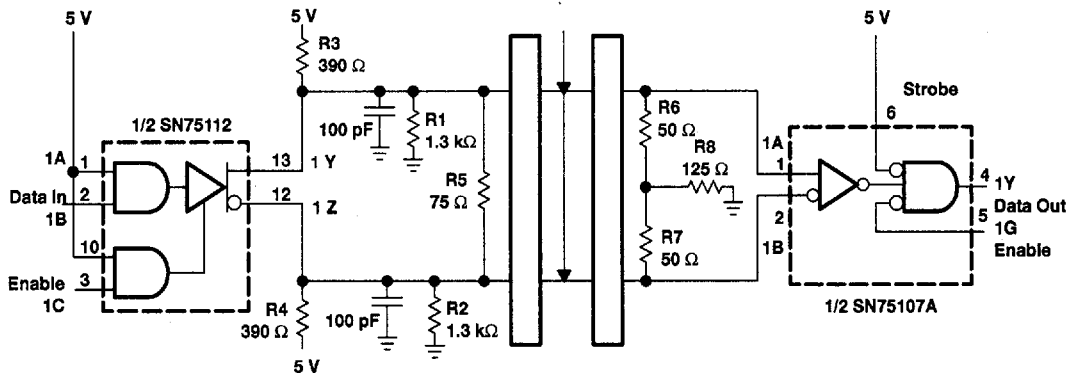 5 V
5 V
5 V
R3
390 Ω
Strobe
6
1/2 SN75112
100 pF
R1
1.3 kΩ
R6
50 Ω
1A
1
R8
125 Ω
1A
1
13
1 Y
4
1Y
Data In
2
1B
12
1 Z
R5
75 Ω
Data Out
5
1G
Enable
2
1B
R7
50 Ω
10
Enable
3
1C
R4
390 Ω
100 pF
R2
1.3 kΩ
1/2 SN75107A
5 V